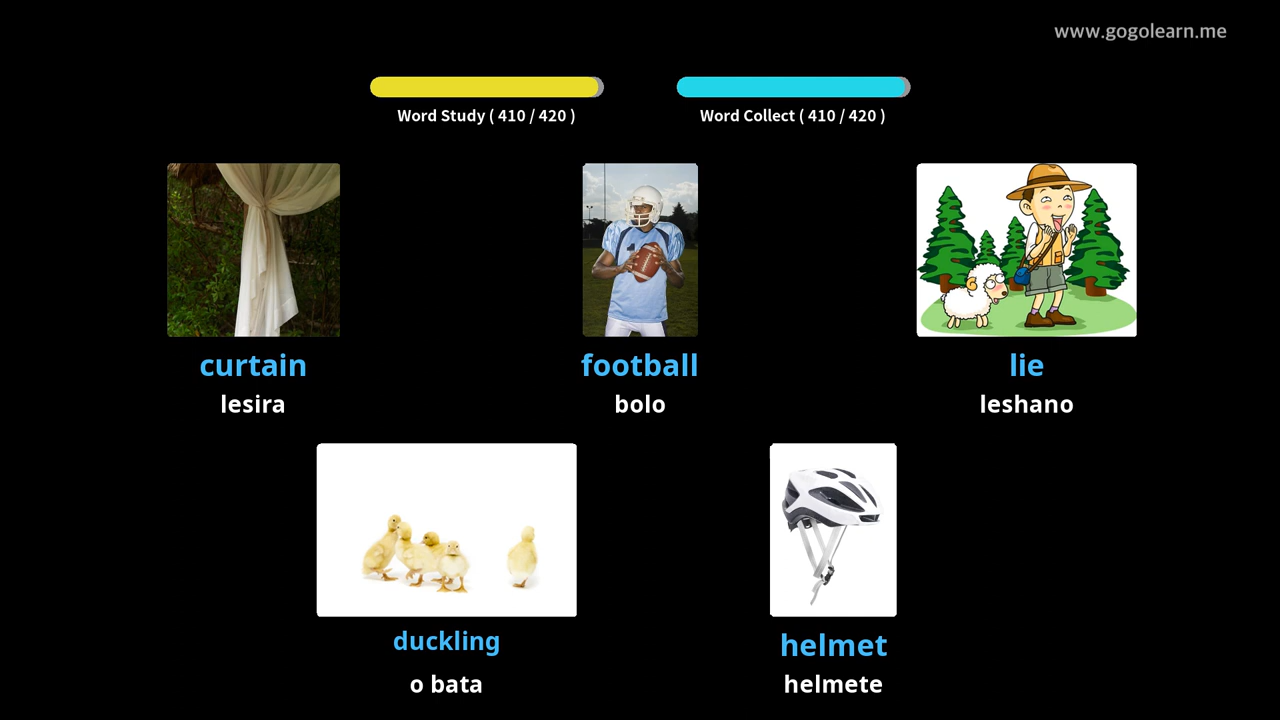 www.gogolearn.me
Word Study ( 410 / 420 )
Word Collect ( 410 / 420 )
curtain
lesira
football
bolo
lie
leshano
duckling
o bata
helmet
helmete